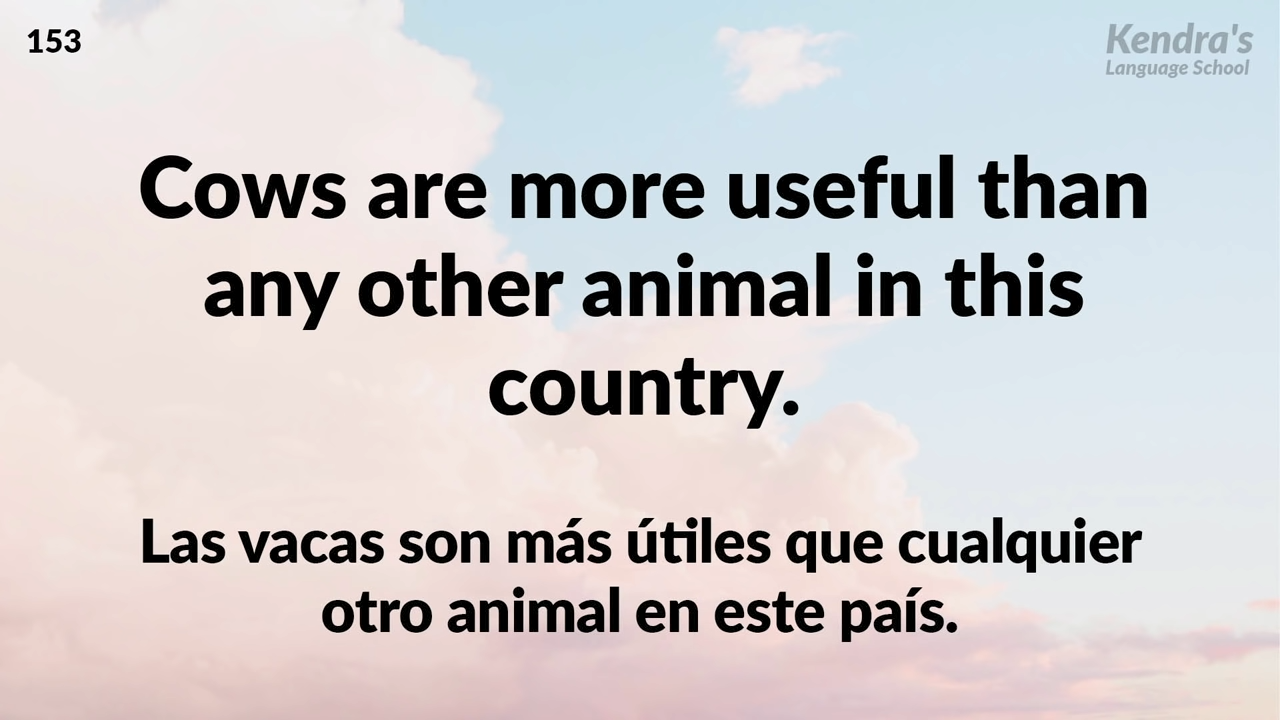 153
Kendra's
Language School
Cows are more useful than
any other animal in this
country.
Las vacas son más útiles que cualquier
otro animal en este país.